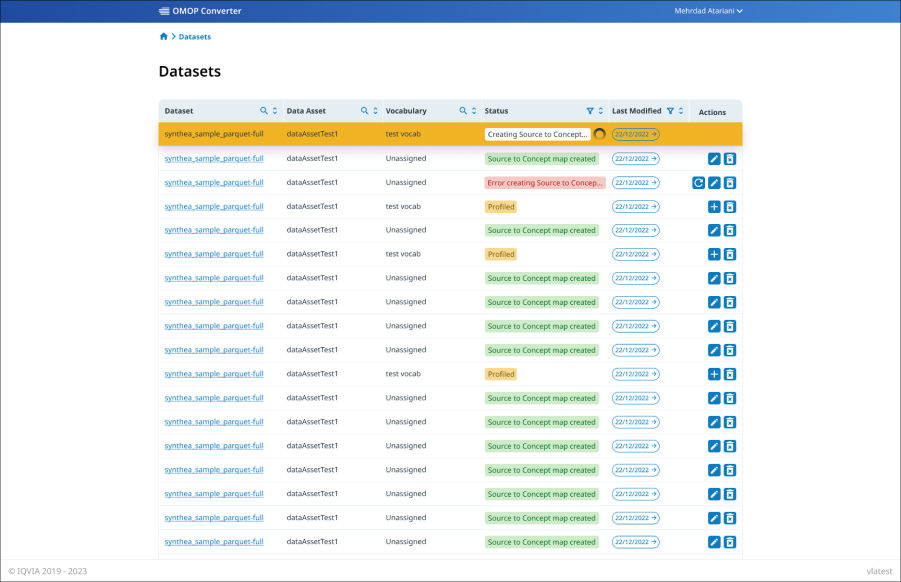 OMOP Converter
Mehrdad Atariani
Datasets
Datasets
Dataset Data Asset Vocabulary Status Last Modified Actions
synthea_sample_parquet-full dataAssetTest1 test vocab Creating Source to Concept... 22/12/2022
synthea_sample_parquet-full dataAssetTest1 Unassigned Source to Concept map created 22/12/2022
synthea_sample_parquet-full dataAssetTest1 Unassigned Error creating Source to Concep... 22/12/2022
synthea_sample_parquet-full dataAssetTest1 test vocab Profiled 22/12/2022
synthea_sample_parquet-full dataAssetTest1 Unassigned Source to Concept map created 22/12/2022
synthea_sample_parquet-full dataAssetTest1 test vocab Profiled 22/12/2022
synthea_sample_parquet-full dataAssetTest1 Unassigned Source to Concept map created 22/12/2022
synthea_sample_parquet-full dataAssetTest1 Unassigned Source to Concept map created 22/12/2022
synthea_sample_parquet-full dataAssetTest1 Unassigned Source to Concept map created 22/12/2022
synthea_sample_parquet-full dataAssetTest1 Unassigned Source to Concept map created 22/12/2022
synthea_sample_parquet-full dataAssetTest1 test vocab Profiled 22/12/2022
synthea_sample_parquet-full dataAssetTest1 Unassigned Source to Concept map created 22/12/2022
synthea_sample_parquet-full dataAssetTest1 Unassigned Source to Concept map created 22/12/2022
synthea_sample_parquet-full dataAssetTest1 Unassigned Source to Concept map created 22/12/2022
synthea_sample_parquet-full dataAssetTest1 Unassigned Source to Concept map created 22/12/2022
synthea_sample_parquet-full dataAssetTest1 Unassigned Source to Concept map created 22/12/2022
synthea_sample_parquet-full dataAssetTest1 Unassigned Source to Concept map created 22/12/2022
synthea_sample_parquet-full dataAssetTest1 Unassigned Source to Concept map created 22/12/2022
© IQVIA 2019 - 2023
vlatest